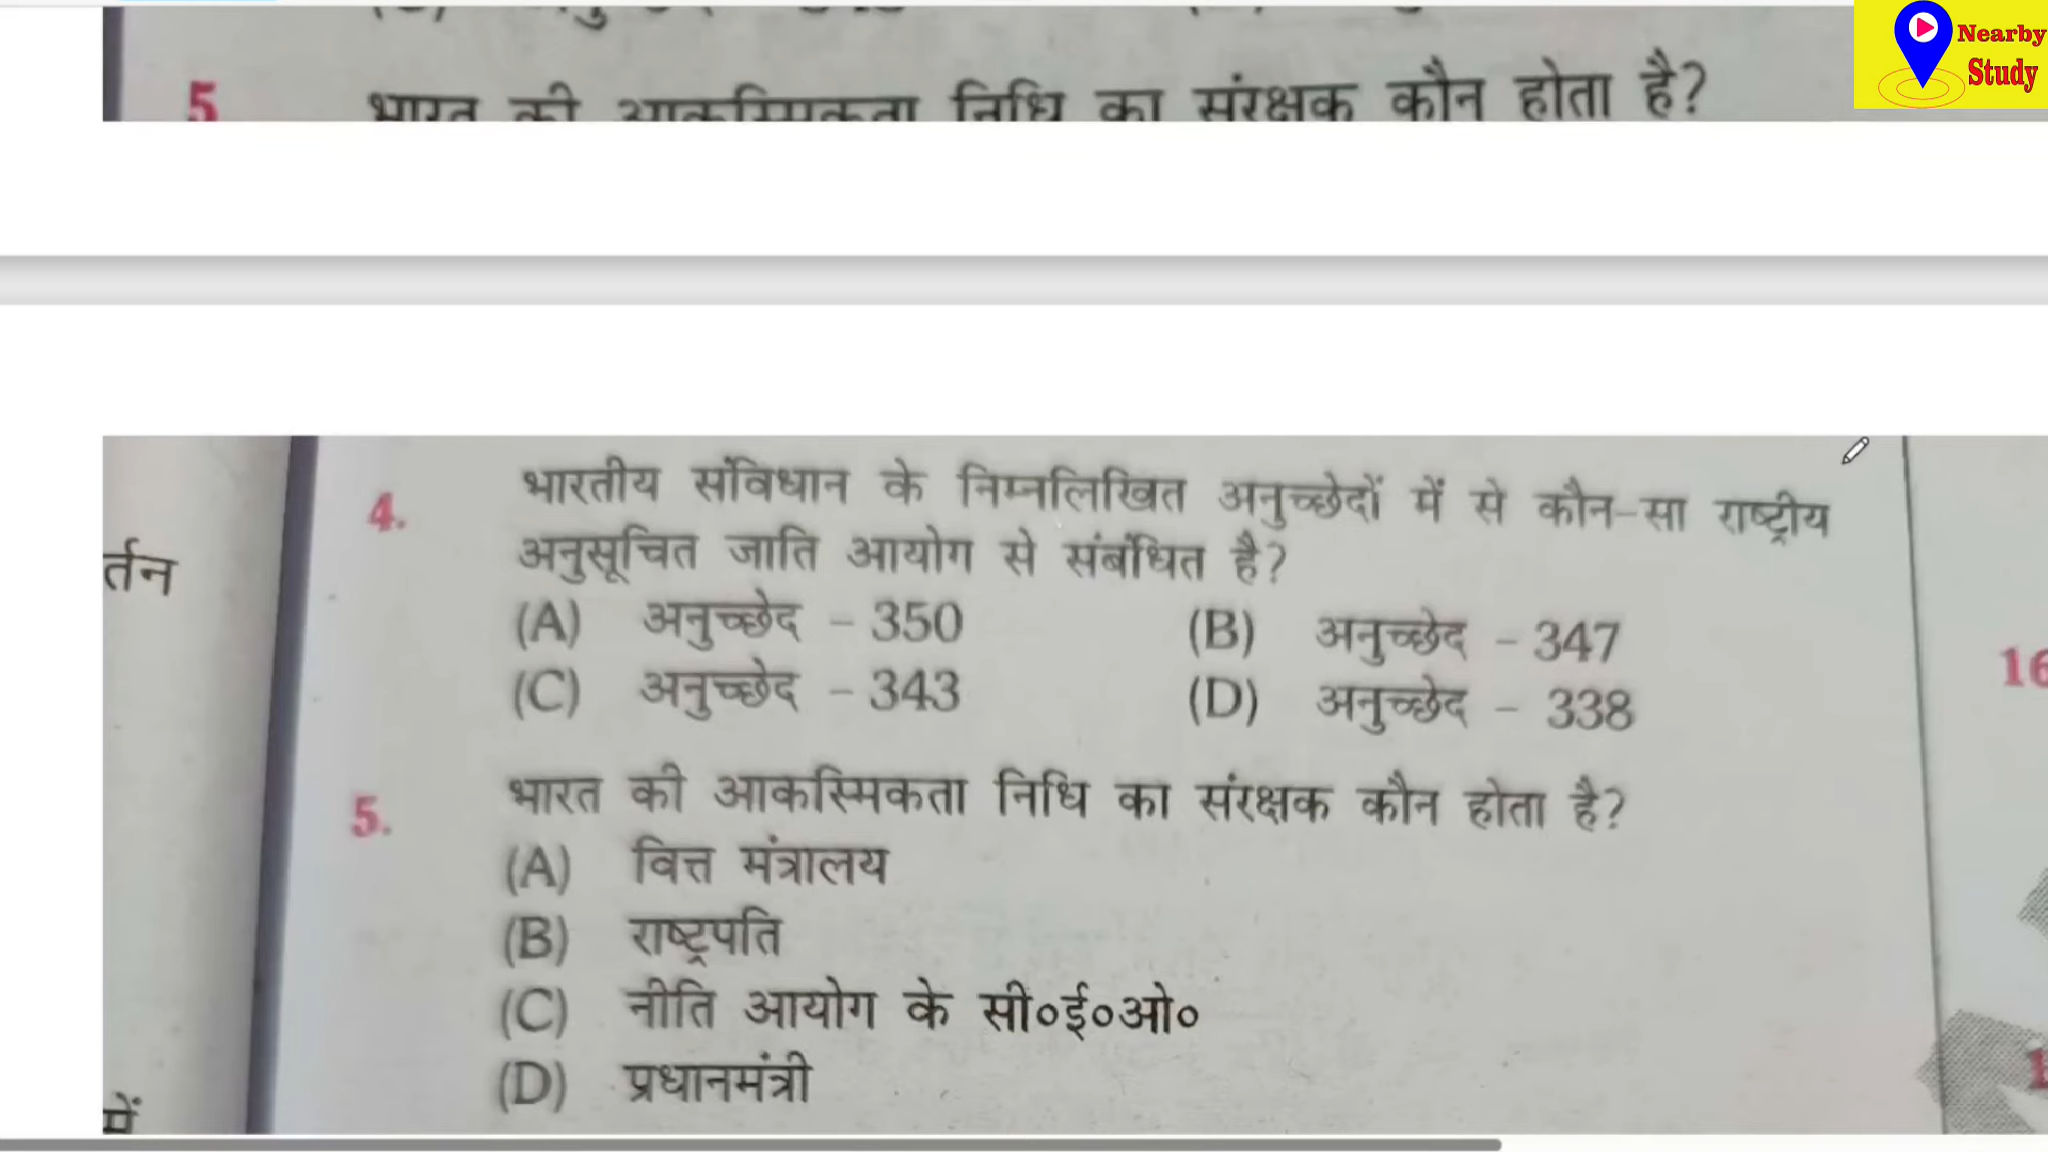 5 भारत की आकस्मिकता निधि का संरक्षक कौन होता है?
Nearby
Study
4. भारतीय संविधान के निम्नलिखित अनुच्छेदों में से कौन-सा राष्ट्रीय
अनुसूचित जाति आयोग से संबंधित है?
(A) अनुच्छेद - 350 (B) अनुच्छेद - 347
(C) अनुच्छेद - 343 (D) अनुच्छेद - 338
5. भारत की आकस्मिकता निधि का संरक्षक कौन होता है?
(A) वित्त मंत्रालय
(B) राष्ट्रपति
(C) नीति आयोग के सी०ई०ओ०
(D) प्रधानमंत्री
र्तन
में
16